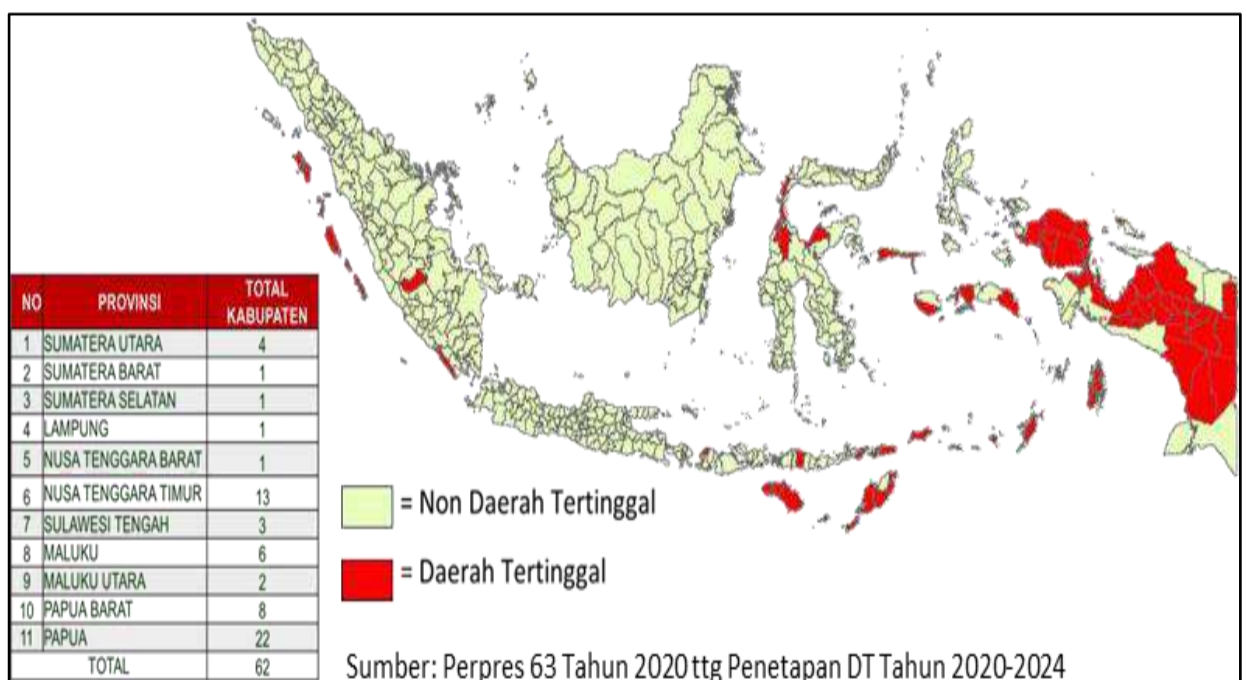 NO PROVINSI TOTAL KABUPATEN
1 SUMATERA UTARA 4
2 SUMATERA BARAT 1
3 SUMATERA SELATAN 1
4 LAMPUNG 1
5 NUSA TENGGARA BARAT 1
6 NUSA TENGGARA TIMUR 13
7 SULAWESI TENGAH 3
8 MALUKU 6
9 MALUKU UTARA 2
10 PAPUA BARAT 8
11 PAPUA 22
TOTAL 62
= Non Daerah Tertinggal
= Daerah Tertinggal
Sumber: Perpres 63 Tahun 2020 ttg Penetapan DT Tahun 2020-2024